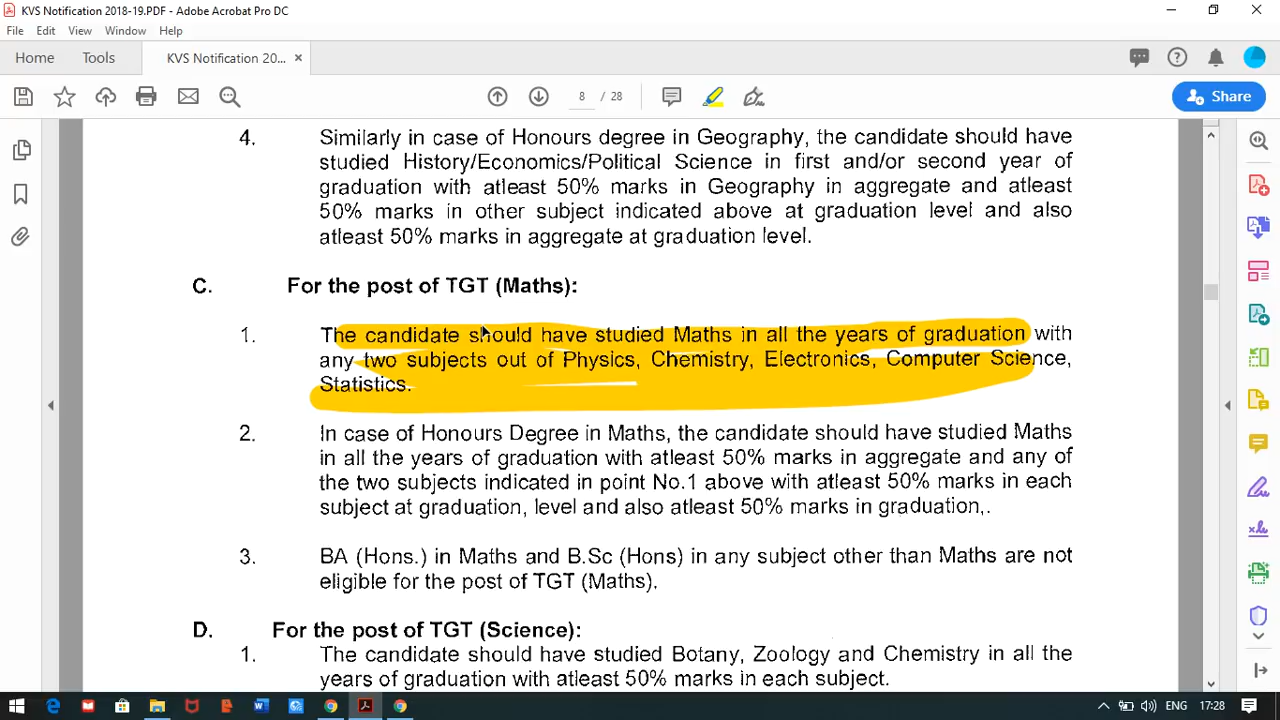 KVS Notification 2018-19.PDF - Adobe Acrobat Pro DC
File Edit View Window Help
Home Tools KVS Notification 20... ×
8 / 28 Share
4. Similarly in case of Honours degree in Geography, the candidate should have
studied History/Economics/Political Science in first and/or second year of
graduation with atleast 50% marks in Geography in aggregate and atleast
50% marks in other subject indicated above at graduation level and also
atleast 50% marks in aggregate at graduation level.
C. For the post of TGT (Maths):
1. The candidate should have studied Maths in all the years of graduation with
any two subjects out of Physics, Chemistry, Electronics, Computer Science,
Statistics.
2. In case of Honours Degree in Maths, the candidate should have studied Maths
in all the years of graduation with atleast 50% marks in aggregate and any of
the two subjects indicated in point No.1 above with atleast 50% marks in each
subject at graduation, level and also atleast 50% marks in graduation,.
3. BA (Hons.) in Maths and B.Sc (Hons) in any subject other than Maths are not
eligible for the post of TGT (Maths).
D. For the post of TGT (Science):
1. The candidate should have studied Botany, Zoology and Chemistry in all the
years of graduation with atleast 50% marks in each subject.
ENG 17:28